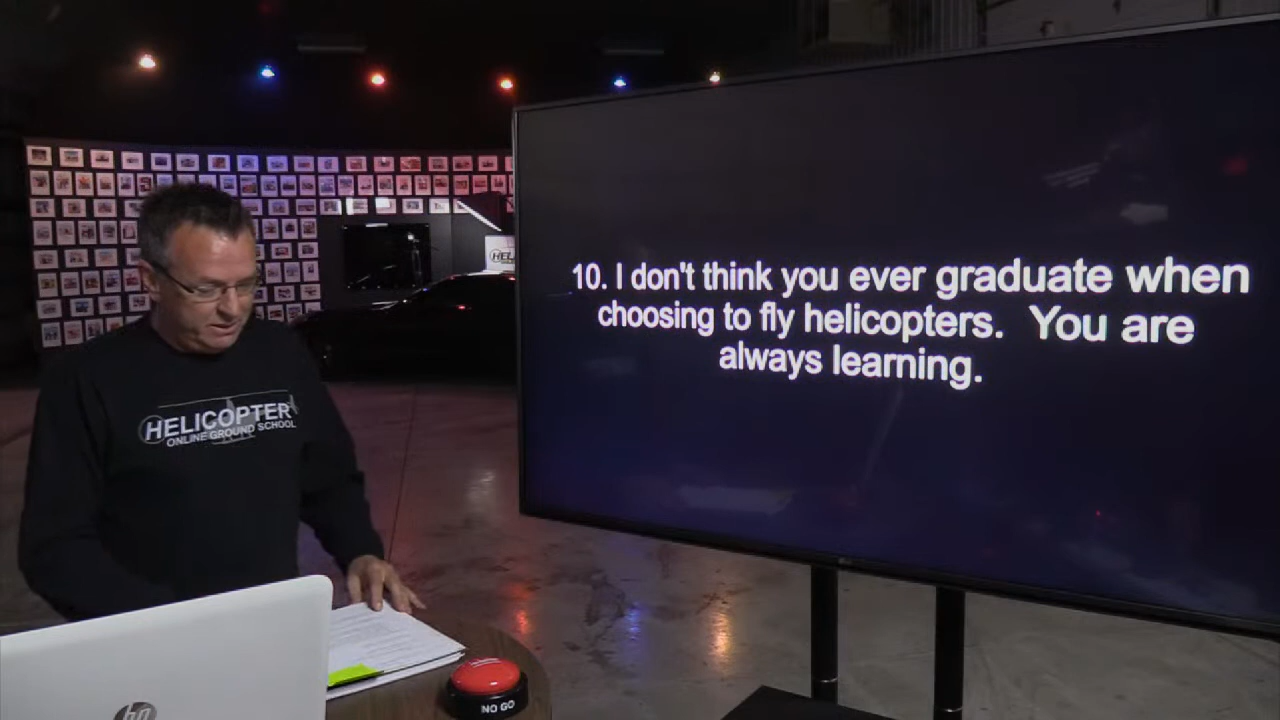 10. I don't think you ever graduate when
choosing to fly helicopters. You are
always learning.
HELICOPTER
ONLINE GROUND SCHOOL
HELI
hp
NO GO